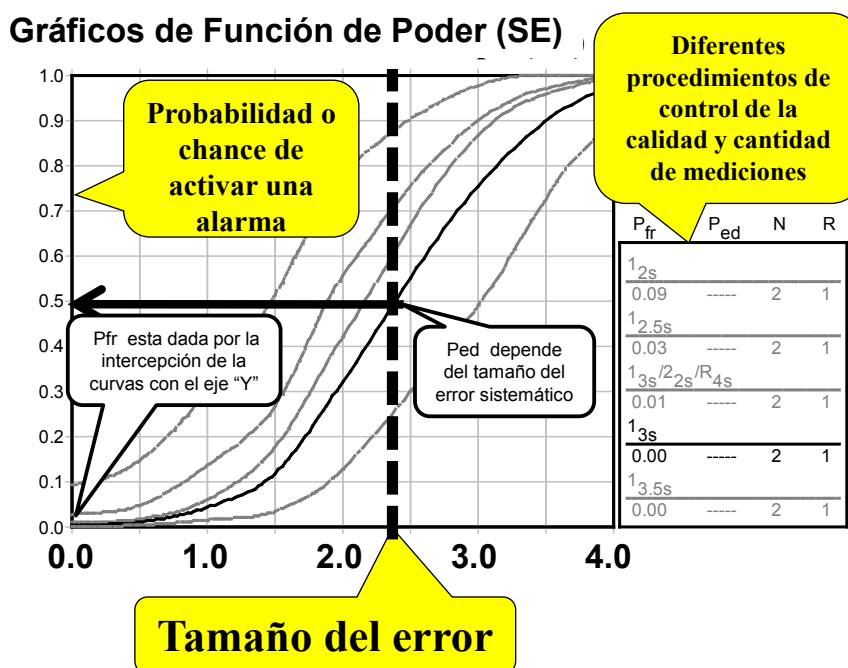 Gráficos de Función de Poder (SE)
Diferentes
procedimientos de
control de la
calidad y cantidad
de mediciones
Probabilidad o
chance de
activar una
alarma
1.0
0.9
0.8
0.7
0.6
0.5
0.4
0.3
0.2
0.1
0.0
Pfr esta dada por la
intercepción de la
curvas con el eje “Y”
Ped depende
del tamaño del
error sistemático
0.0 1.0 2.0 3.0 4.0
Tamaño del error
Pfr Ped N R
12s
0.09 ----- 2 1
12.5s
0.03 ----- 2 1
13s/22s/R4s
0.01 ----- 2 1
13s
0.00 ----- 2 1
13.5s
0.00 ----- 2 1